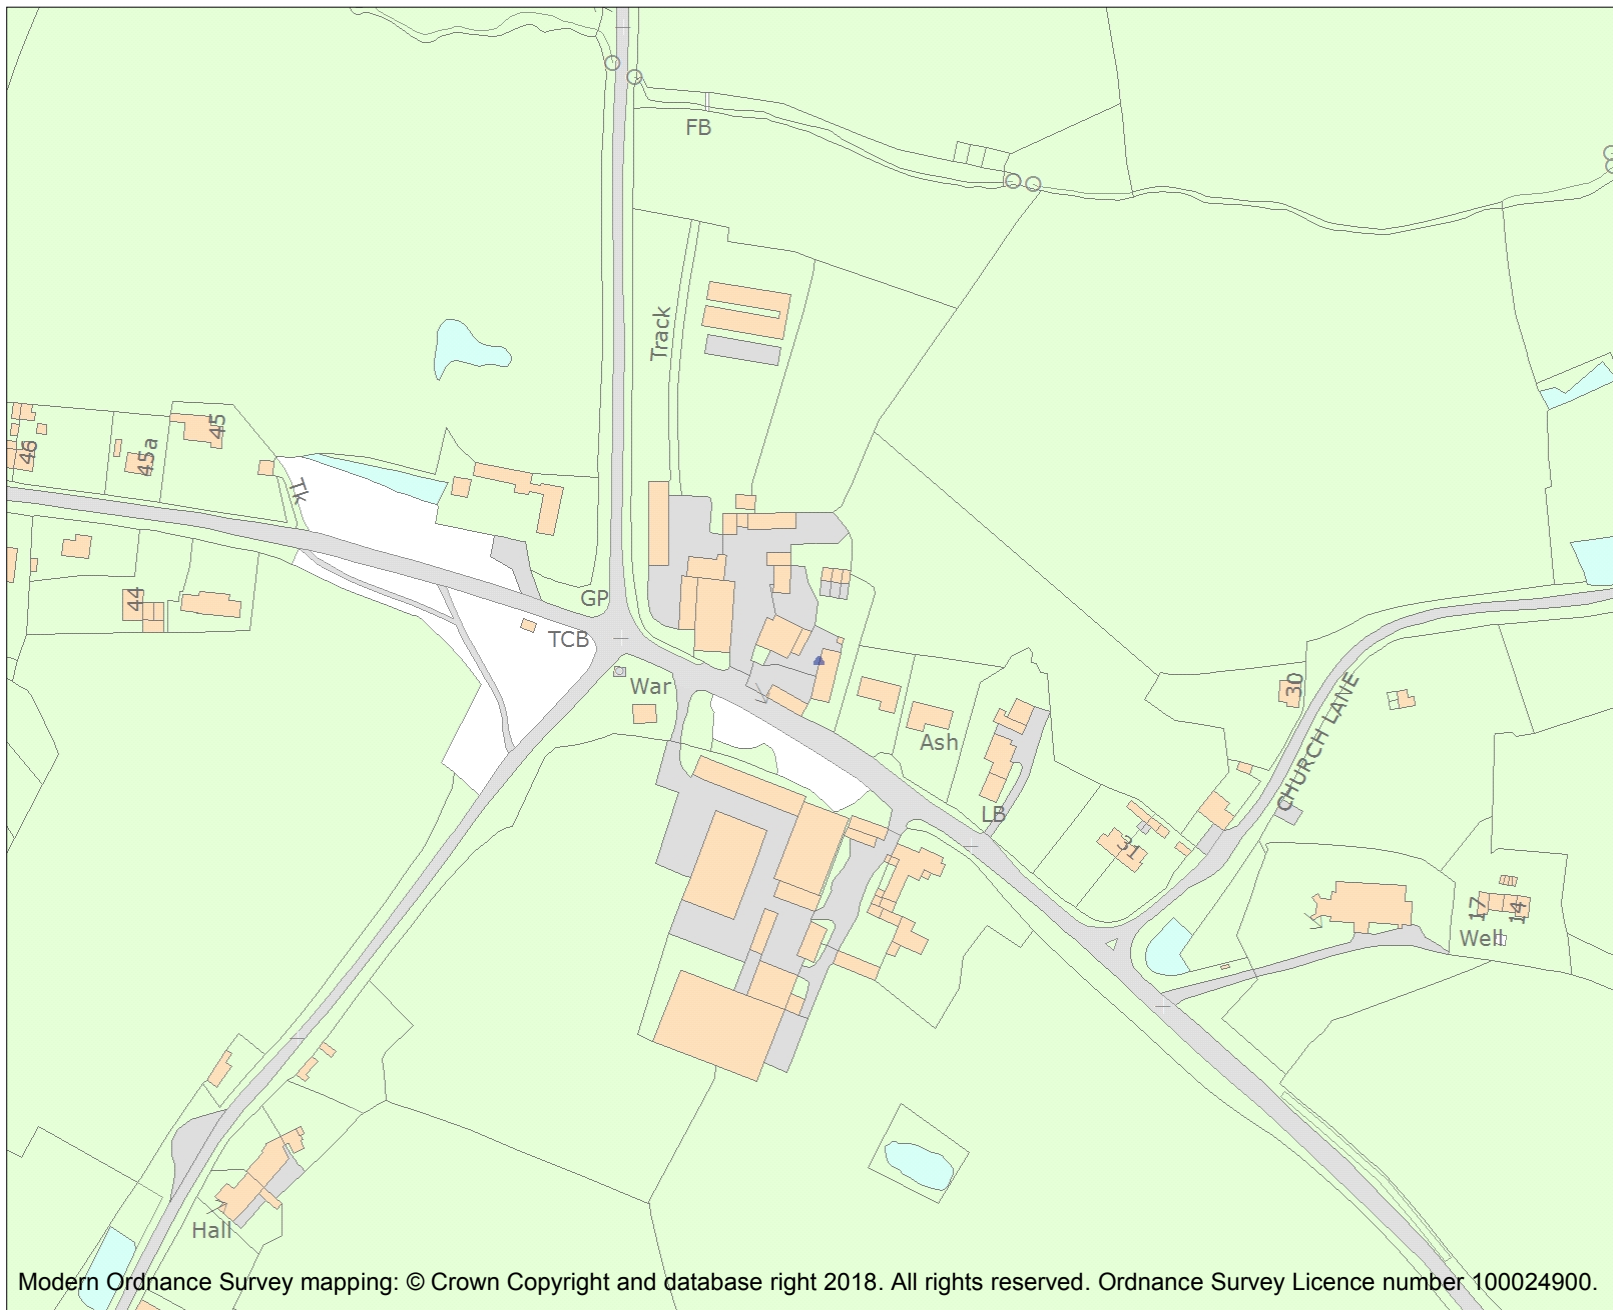 FB
Track
45
46
45a
Tk
44
GP
TCB
War
Ash
LB
30
CHURCH LANE
31
17
14
Well
Hall
Modern Ordnance Survey mapping: © Crown Copyright and database right 2018. All rights reserved. Ordnance Survey Licence number 100024900.